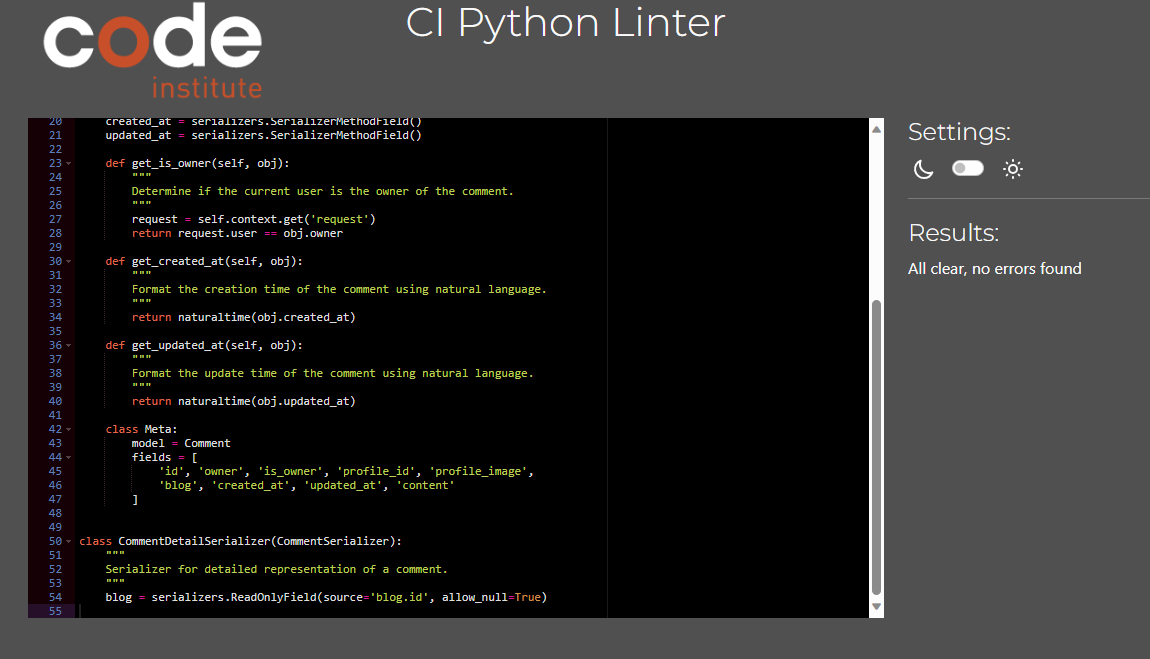 code
institute
CI Python Linter
20 created_at = serializers.SerializerMethodField()
21 updated_at = serializers.SerializerMethodField()
22
23 def get_is_owner(self, obj):
24 """
25 Determine if the current user is the owner of the comment.
26 """
27 request = self.context.get('request')
28 return request.user == obj.owner
29
30 def get_created_at(self, obj):
31 """
32 Format the creation time of the comment using natural language.
33 """
34 return naturaltime(obj.created_at)
35
36 def get_updated_at(self, obj):
37 """
38 Format the update time of the comment using natural language.
39 """
40 return naturaltime(obj.updated_at)
41
42 class Meta:
43 model = Comment
44 fields = [
45 'id', 'owner', 'is_owner', 'profile_id', 'profile_image',
46 'blog', 'created_at', 'updated_at', 'content'
47 ]
48
49
50 class CommentDetailSerializer(CommentSerializer):
51 """
52 Serializer for detailed representation of a comment.
53 """
54 blog = serializers.ReadOnlyField(source='blog.id', allow_null=True)
55
Settings:
Results:
All clear, no errors found